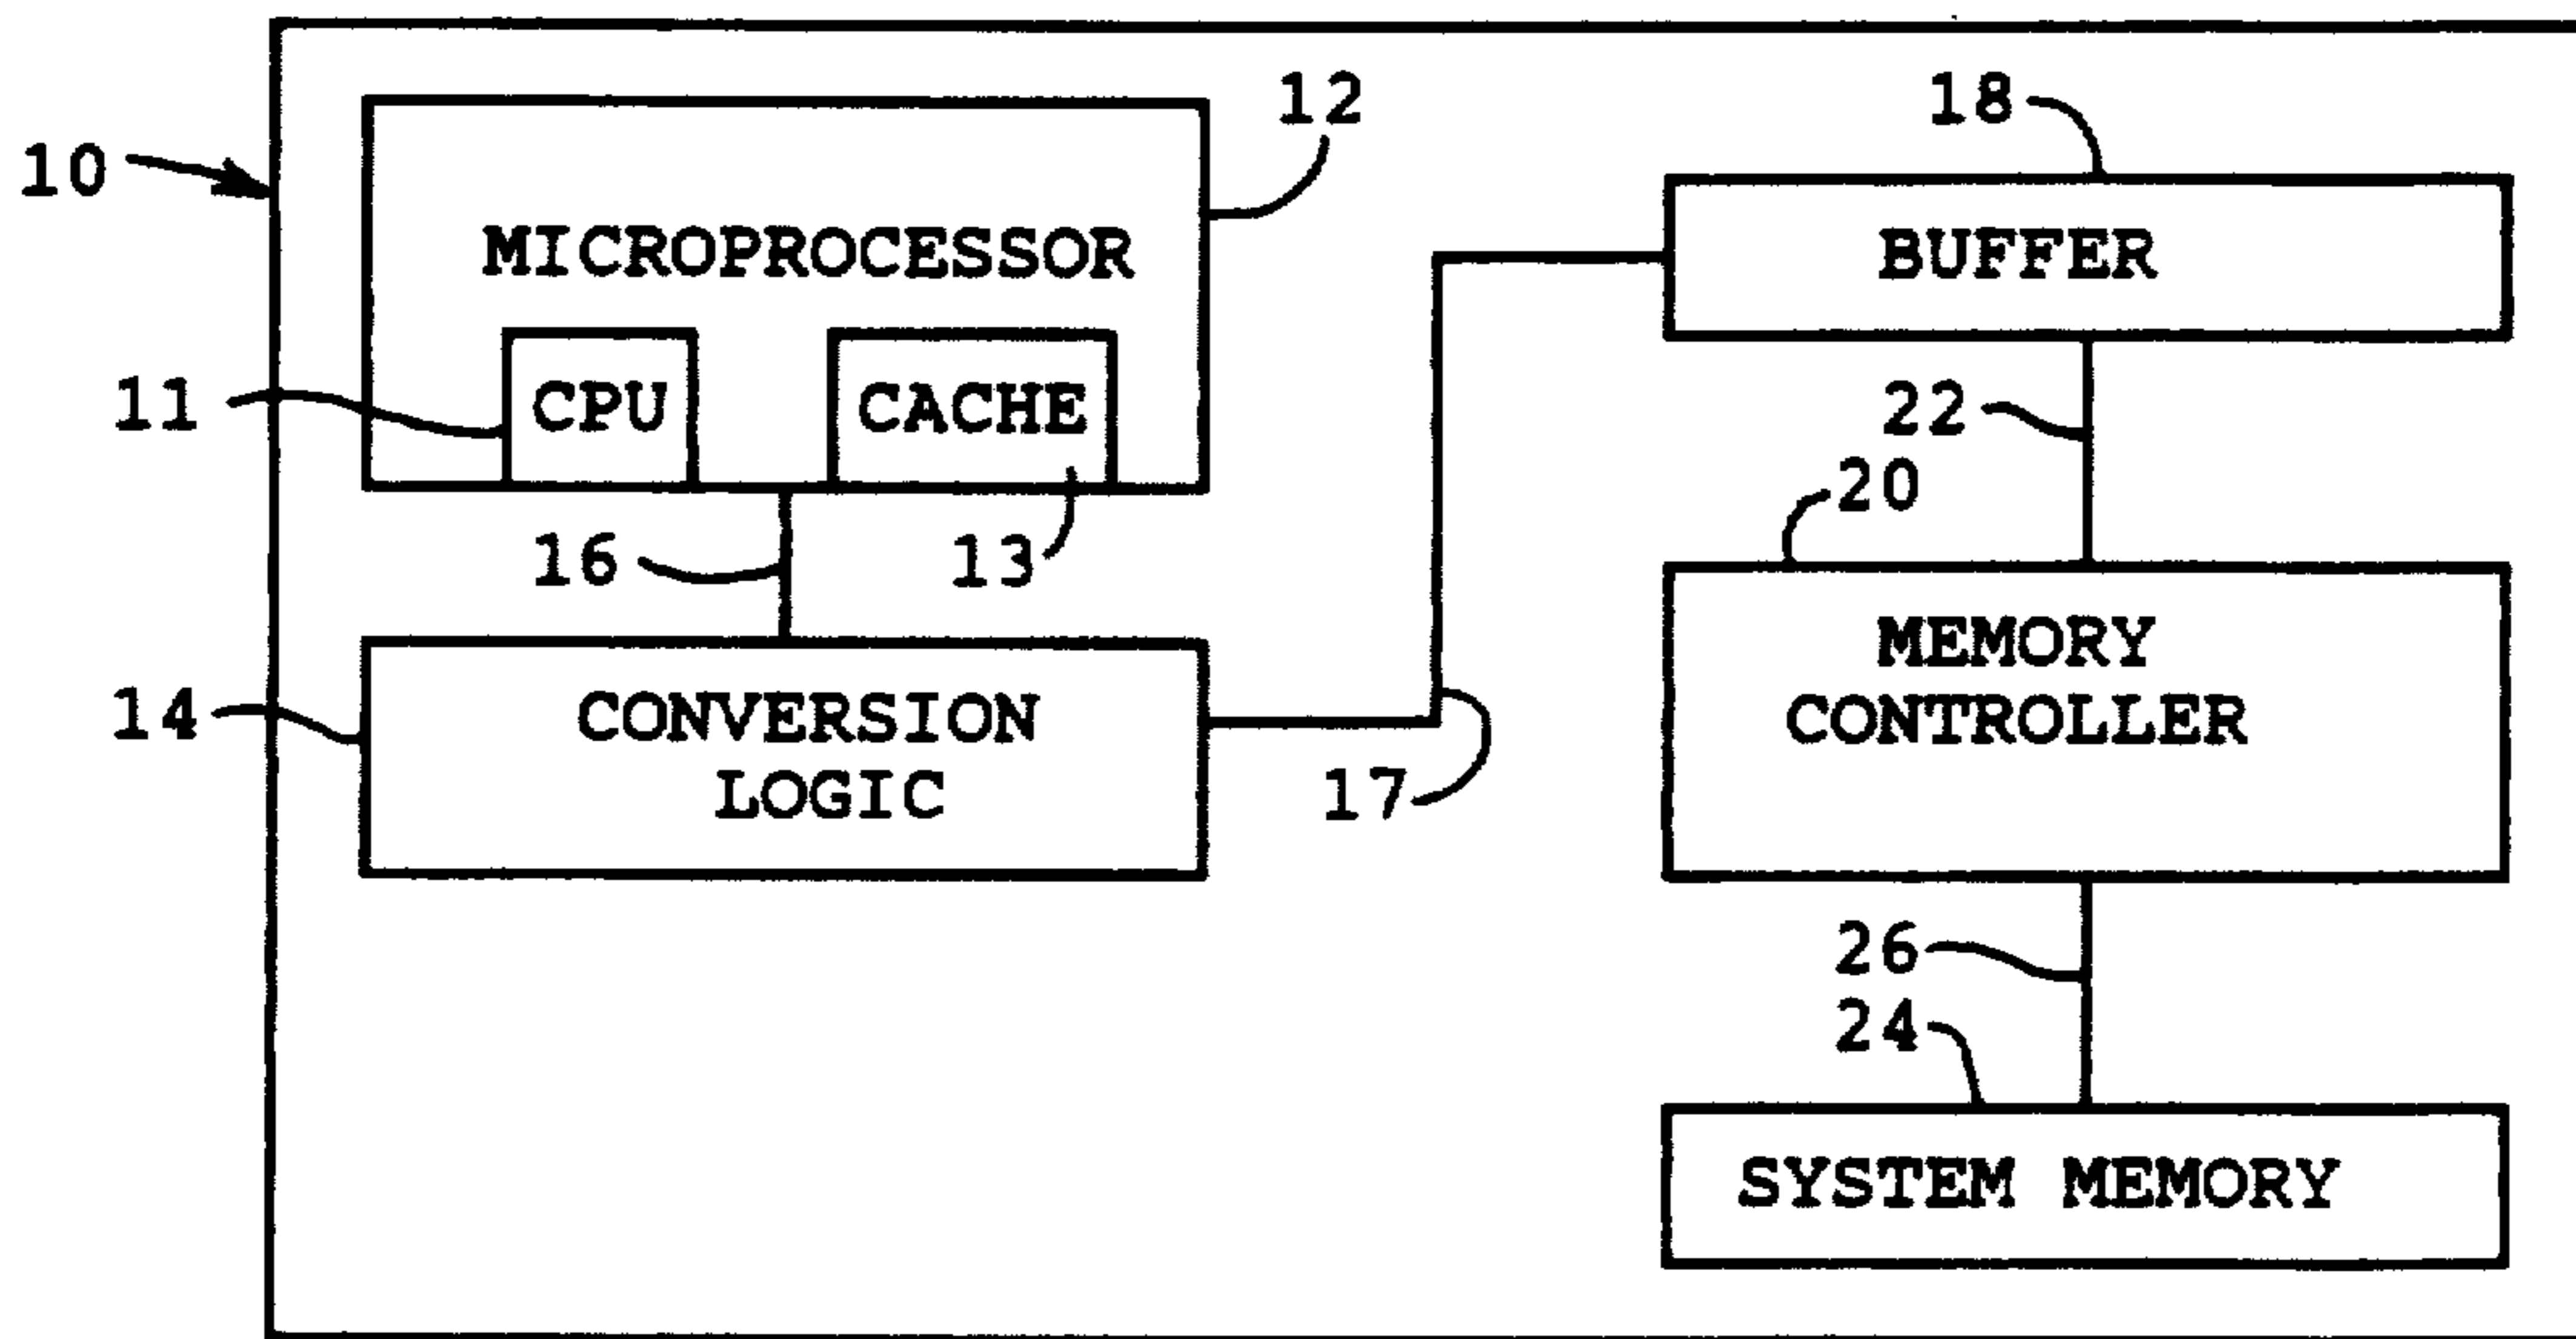 10
12
MICROPROCESSOR
11
CPU
CACHE
16
13
14
CONVERSION
LOGIC
17
18
BUFFER
22
20
MEMORY
CONTROLLER
26
24
SYSTEM MEMORY